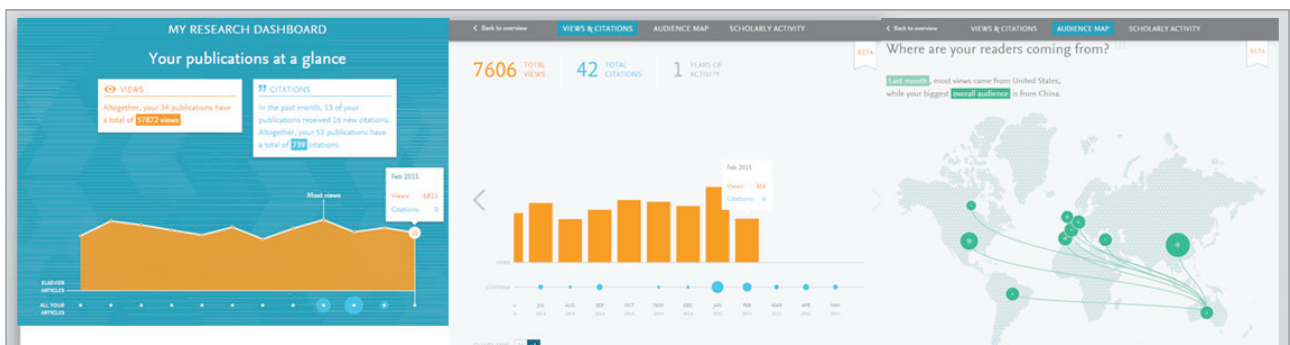 MY RESEARCH DASHBOARD
Your publications at a glance
VIEWS
Altogether, your 34 publications have
a total of 57872 views.
CITATIONS
In the past month, 13 of your
publications received 16 new citations.
Altogether, your 53 publications have
a total of 739 citations.
Feb 2015
Views: 6811
Citations: 0
Most views
ELSEVIER
ARTICLES
ALL YOUR
ARTICLES
Back to overview
VIEWS & CITATIONS
AUDIENCE MAP
SCHOLARLY ACTIVITY
BETA
7606 TOTAL VIEWS
42 TOTAL CITATIONS
1 YEARS OF ACTIVITY
Feb 2015
Views: 366
Citations: 6
VIEWS
CITATIONS
JUL AUG SEP OCT NOV DEC JAN FEB MAR APR MAY
2014 2014 2014 2014 2014 2014 2015 2015 2015 2015 2015
Back to overview
VIEWS & CITATIONS
AUDIENCE MAP
SCHOLARLY ACTIVITY
Where are your readers coming from?
BETA
Last month, most views came from United States,
while your biggest overall audience is from China.